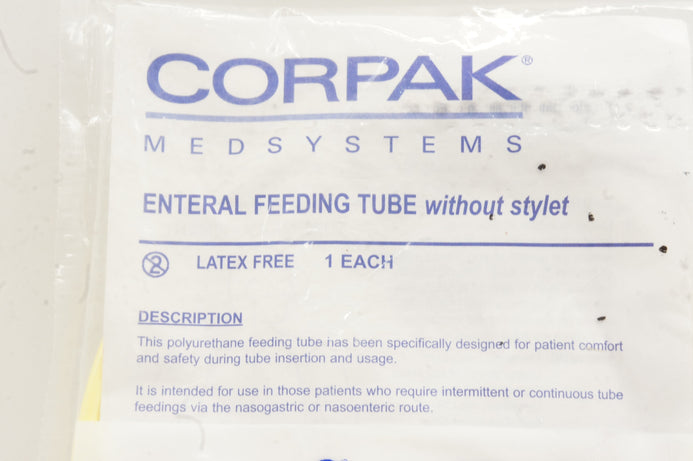 CORPAK®
MEDSYSTEMS
ENTERAL FEEDING TUBE without stylet
LATEX FREE 1 EACH
DESCRIPTION
This polyurethane feeding tube has been specifically designed for patient comfort
and safety during tube insertion and usage.
It is intended for use in those patients who require intermittent or continuous tube
feedings via the nasogastric or nasoenteric route.